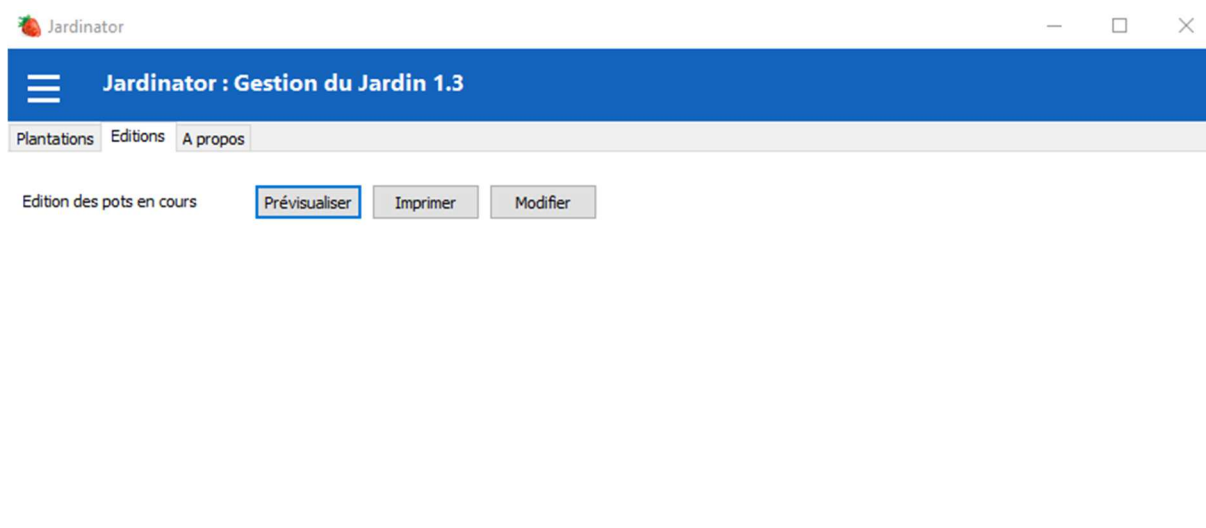 Jardinator
Jardinator : Gestion du Jardin 1.3
Plantations Editions A propos
Edition des pots en cours Prévisualiser Imprimer Modifier